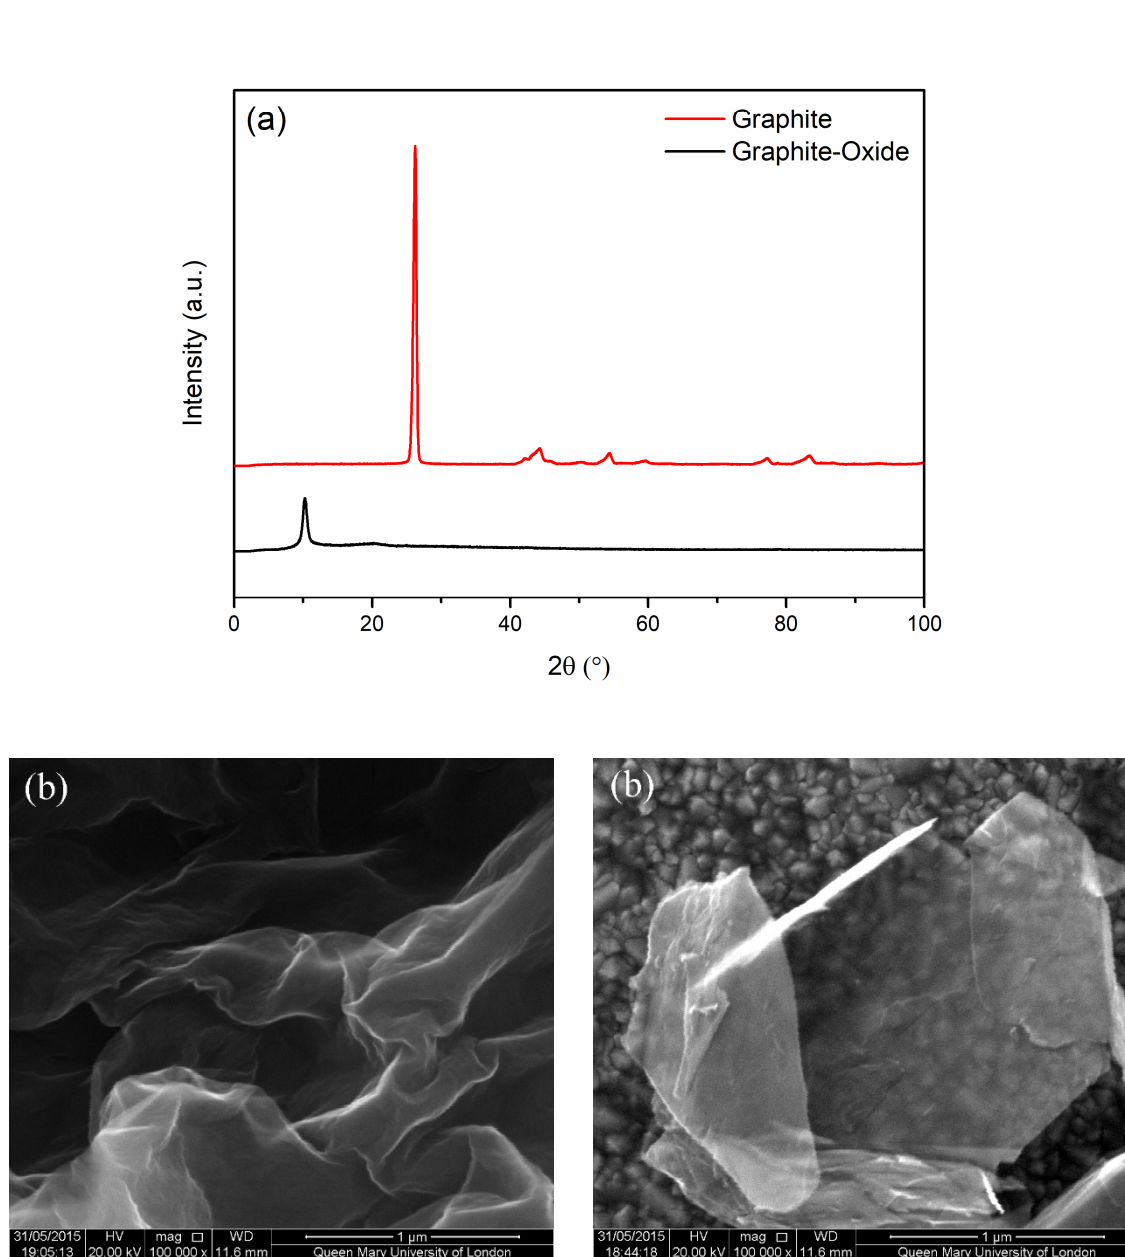 (a)
Graphite
Graphite-Oxide
Intensity (a.u.)
0 20 40 60 80 100
2θ (°)
(b)
31/05/2015 HV mag □ WD 1 µm
19:05:13 20.00 kV 100 000 x 11.6 mm Queen Mary University of London
(b)
31/05/2015 HV mag □ WD 1 µm
18:44:18 20.00 kV 100 000 x 11.6 mm Queen Mary University of London